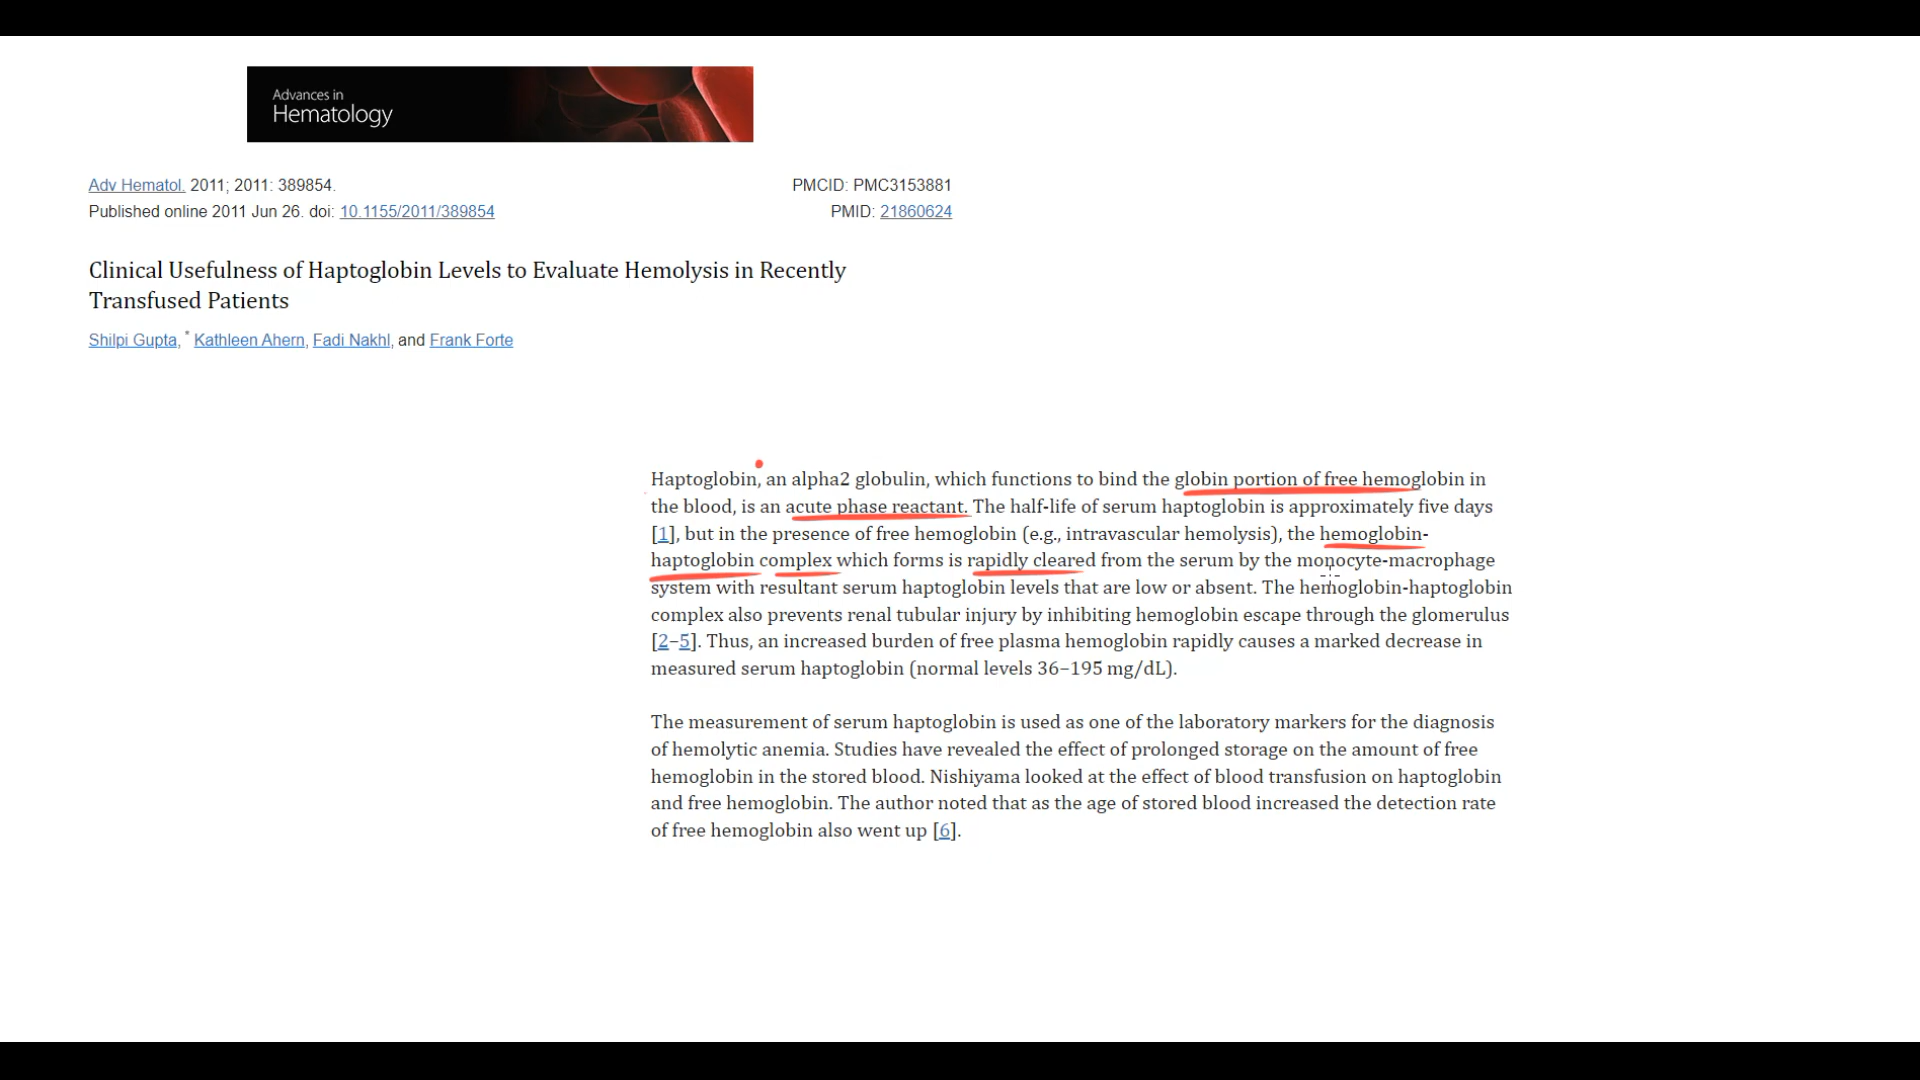 Advances in
Hematology
Adv Hematol. 2011; 2011: 389854.
Published online 2011 Jun 26. doi: 10.1155/2011/389854
PMCID: PMC3153881
PMID: 21860624
Clinical Usefulness of Haptoglobin Levels to Evaluate Hemolysis in Recently
Transfused Patients
Shilpi Gupta, * Kathleen Ahern, Fadi Nakhl, and Frank Forte
Haptoglobin, an alpha2 globulin, which functions to bind the globin portion of free hemoglobin in
the blood, is an acute phase reactant. The half-life of serum haptoglobin is approximately five days
[1], but in the presence of free hemoglobin (e.g., intravascular hemolysis), the hemoglobin-
haptoglobin complex which forms is rapidly cleared from the serum by the monocyte-macrophage
system with resultant serum haptoglobin levels that are low or absent. The hemoglobin-haptoglobin
complex also prevents renal tubular injury by inhibiting hemoglobin escape through the glomerulus
[2–5]. Thus, an increased burden of free plasma hemoglobin rapidly causes a marked decrease in
measured serum haptoglobin (normal levels 36–195 mg/dL).
The measurement of serum haptoglobin is used as one of the laboratory markers for the diagnosis
of hemolytic anemia. Studies have revealed the effect of prolonged storage on the amount of free
hemoglobin in the stored blood. Nishiyama looked at the effect of blood transfusion on haptoglobin
and free hemoglobin. The author noted that as the age of stored blood increased the detection rate
of free hemoglobin also went up [6].